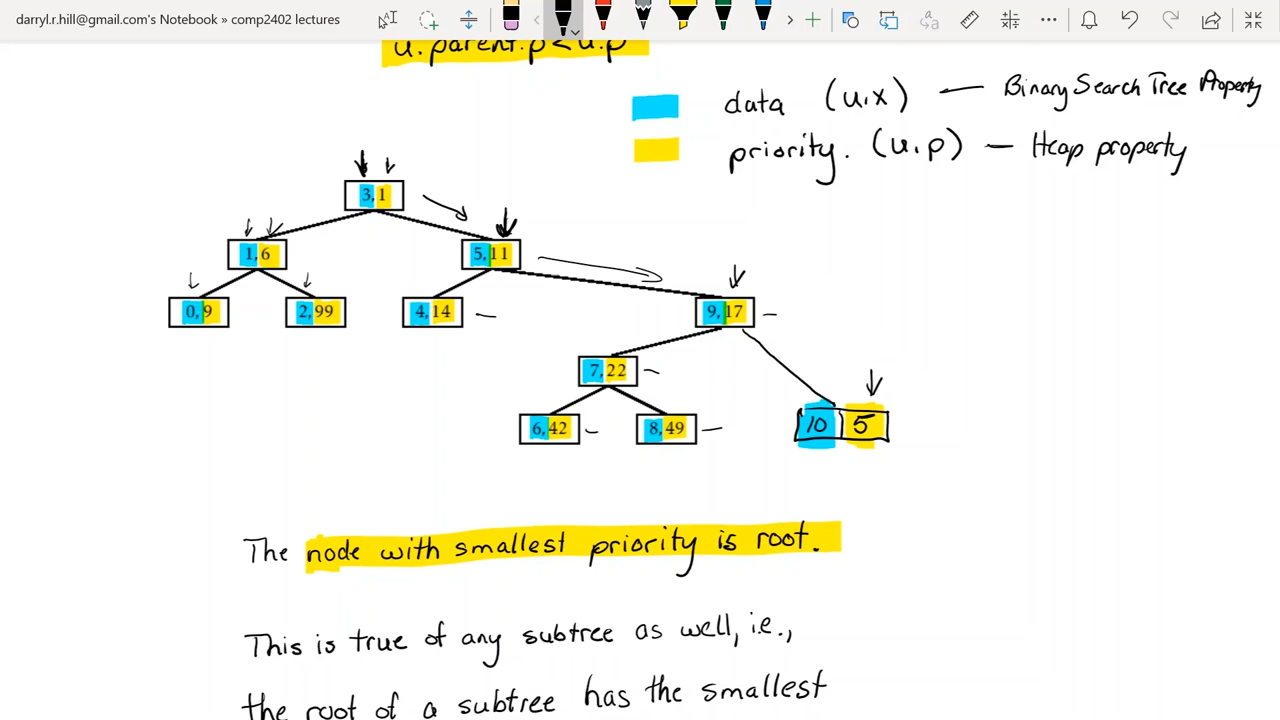 darryl.r.hill@gmail.com's Notebook » comp2402 lectures
u.parent.p < u.p
data (u.x) — Binary Search Tree Property
priority. (u.p) — Heap property
3,1
1,6
5,11
0,9
2,99
4,14
9,17
7,22
6,42
8,49
10 5
The node with smallest priority is root.
This is true of any subtree as well, i.e.,
the root of a subtree has the smallest